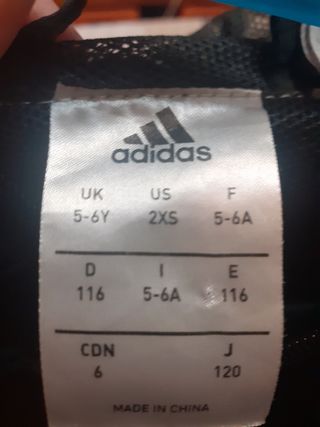 adidas
UK US F
5-6Y 2XS 5-6A
D I E
116 5-6A 116
CDN J
6 120
MADE IN CHINA